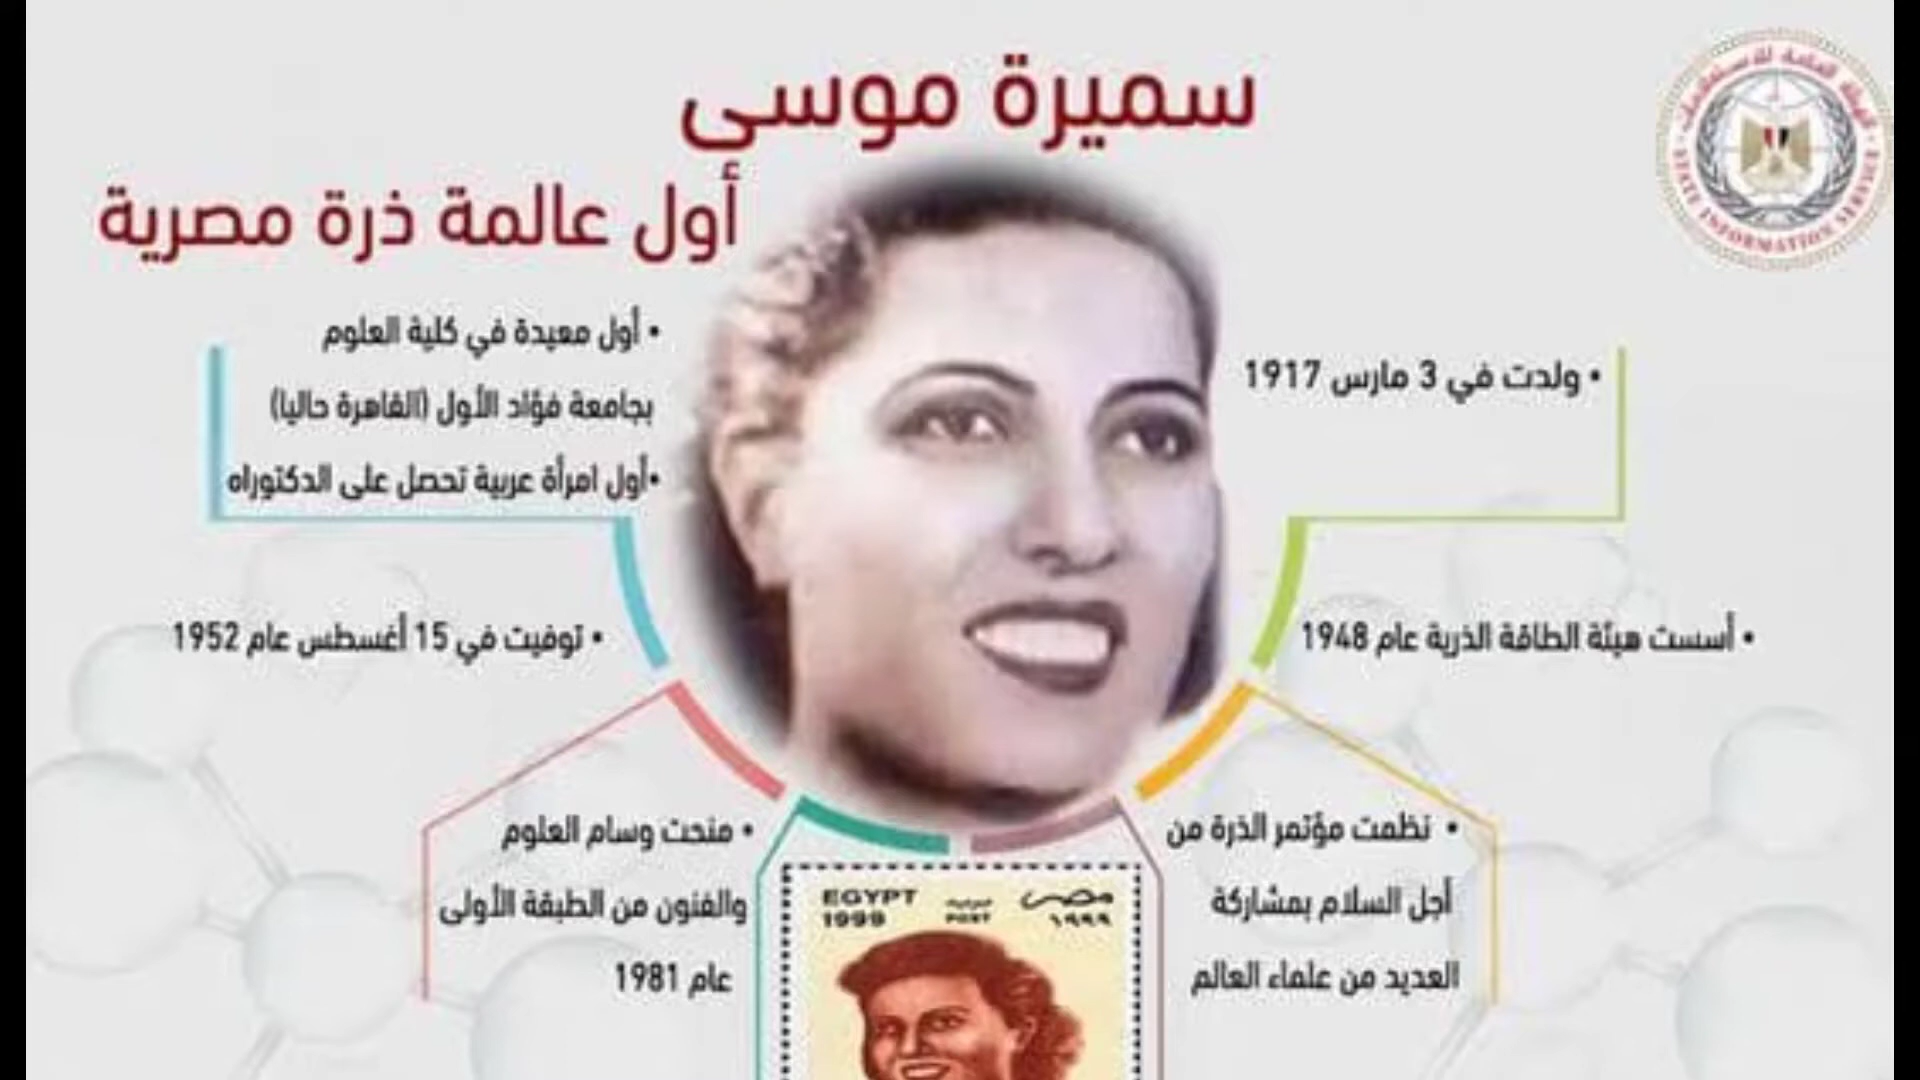 سميرة موسى
أول عالمة ذرة مصرية
الهيئة العامة للاستعلامات
STATE INFORMATION SERVICE
• ولدت في 3 مارس 1917
• أسست هيئة الطاقة الذرية عام 1948
• نظمت مؤتمر الذرة من
أجل السلام بمشاركة
العديد من علماء العالم
• أول معيدة في كلية العلوم
بجامعة فؤاد الأول (القاهرة حاليا)
•أول امرأة عربية تحصل على الدكتوراه
• توفيت في 15 أغسطس عام 1952
• منحت وسام العلوم
والفنون من الطبقة الأولى
عام 1981
EGYPT
1999
POST
مصر
١٩٩٩